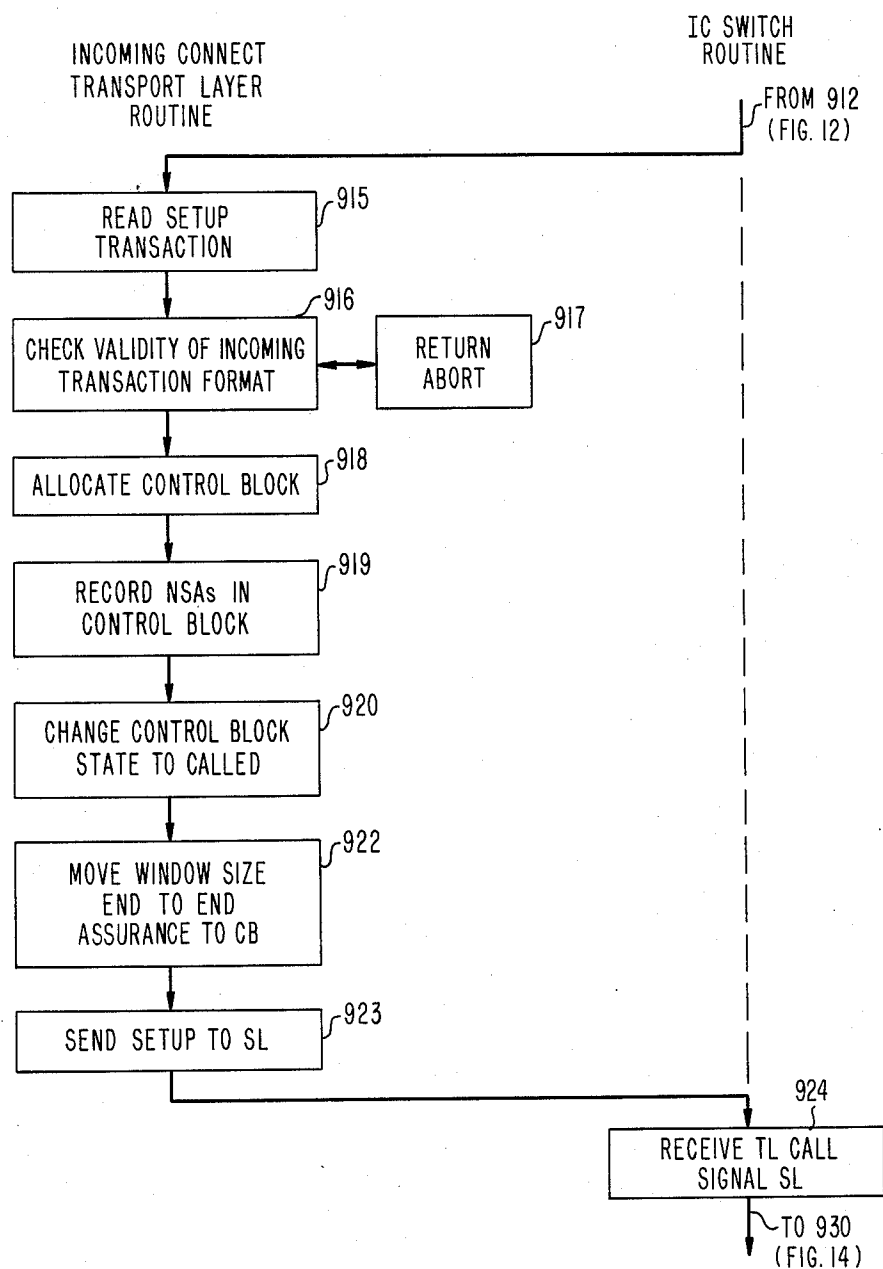 INCOMING CONNECT
TRANSPORT LAYER
ROUTINE
IC SWITCH
ROUTINE
FROM 912
(FIG. 12)
READ SETUP
TRANSACTION
915
CHECK VALIDITY OF INCOMING
TRANSACTION FORMAT
916
RETURN
ABORT
917
ALLOCATE CONTROL BLOCK
918
RECORD NSAs IN
CONTROL BLOCK
919
CHANGE CONTROL BLOCK
STATE TO CALLED
920
MOVE WINDOW SIZE
END TO END
ASSURANCE TO CB
922
SEND SETUP TO SL
923
924
RECEIVE TL CALL
SIGNAL SL
TO 930
(FIG. 14)